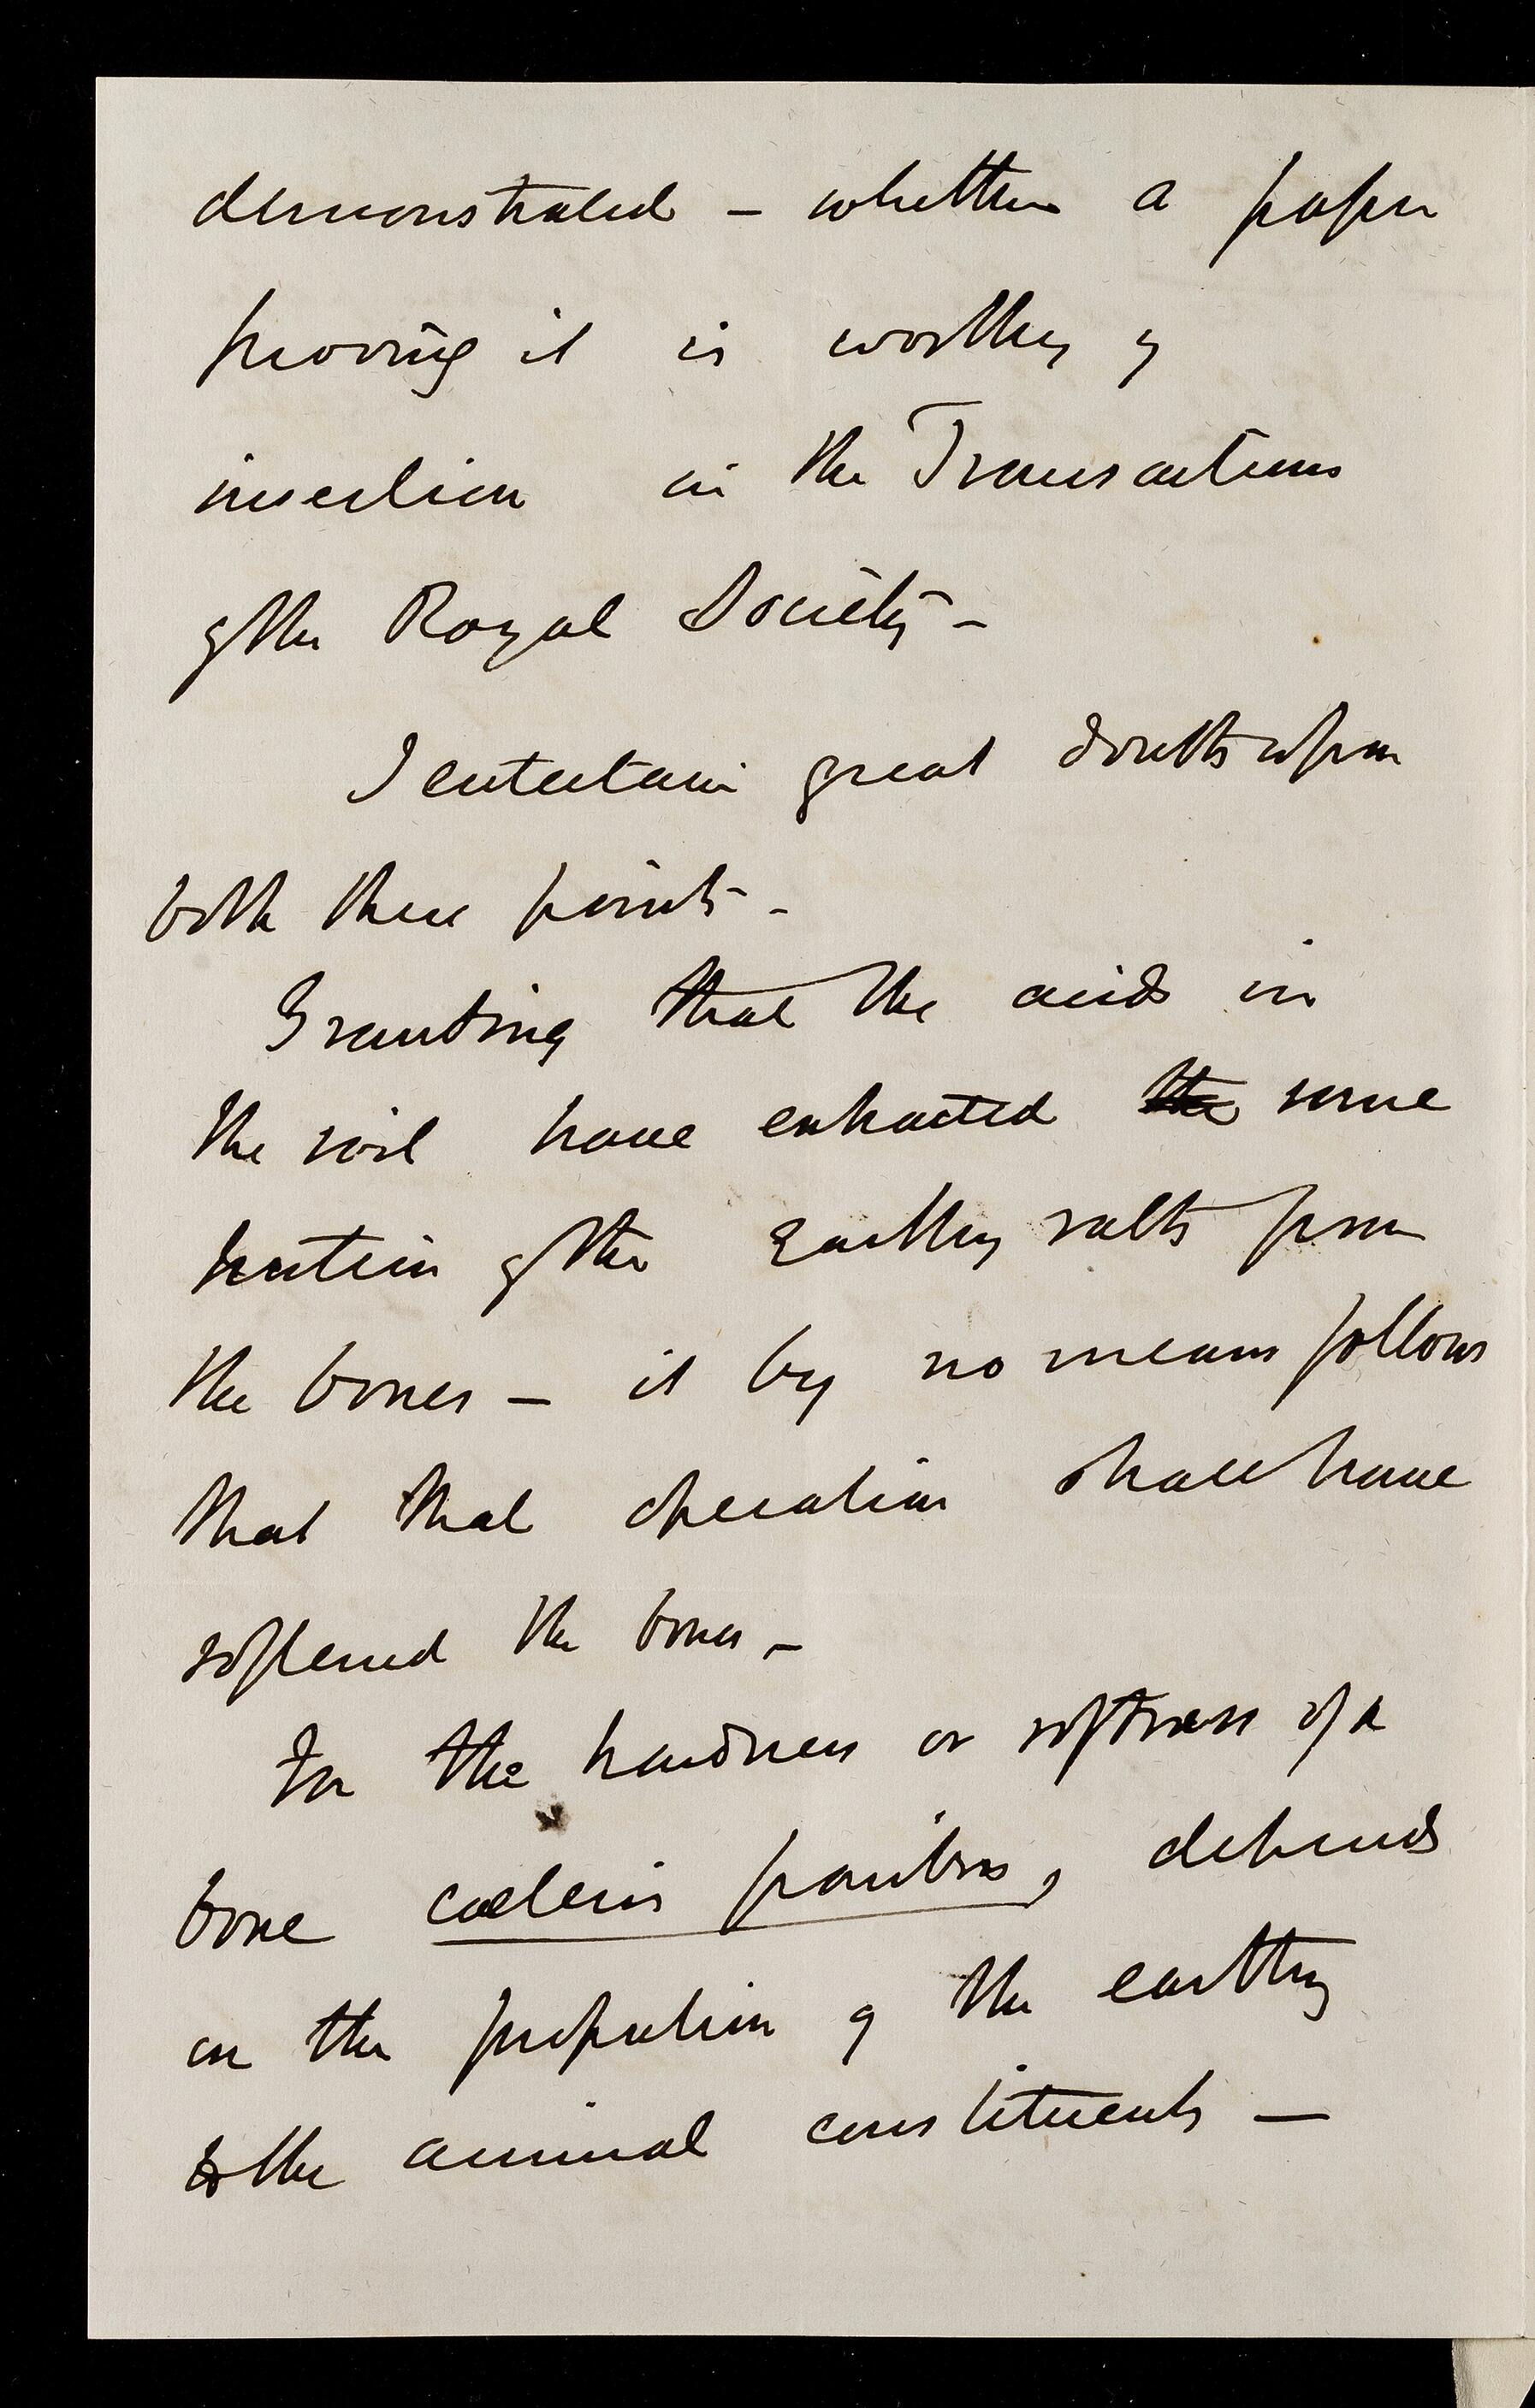 demonstrated – whether a paper
proving it is worthy of
insertion in the Transactions
of the Royal Society –
I entertain great doubts upon
both these points –
Granting that the acids in
the soil have extracted the some
portion of the Earthy salts from
the bones – it by no means follows
that that operation shall have
softened the bones –
For the hardness or softness of a
bone cæteris paribus, depends
on the proportion of the earthy
to the animal constituents –